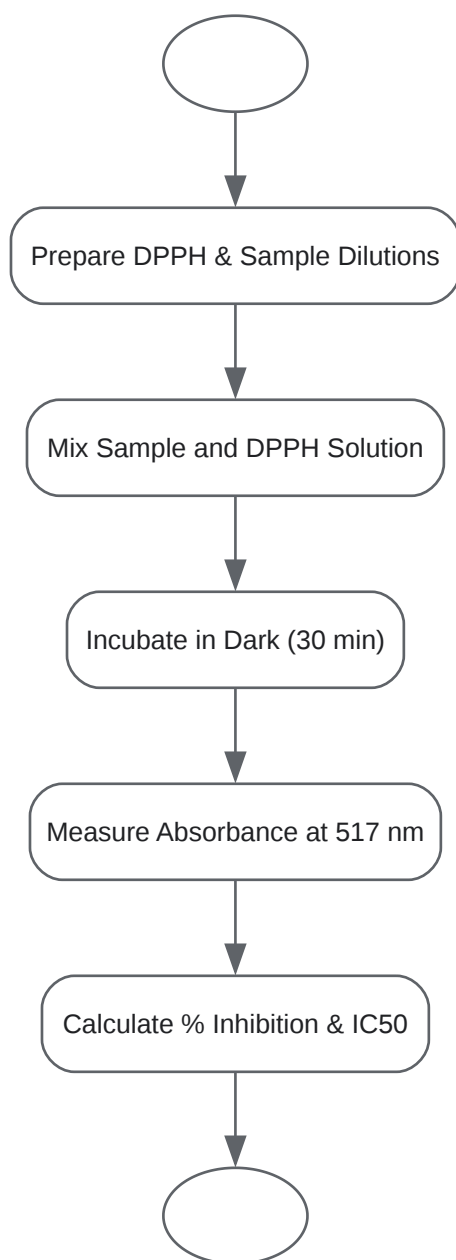 Prepare DPPH & Sample Dilutions
Mix Sample and DPPH Solution
Incubate in Dark (30 min)
Measure Absorbance at 517 nm
Calculate % Inhibition & IC50